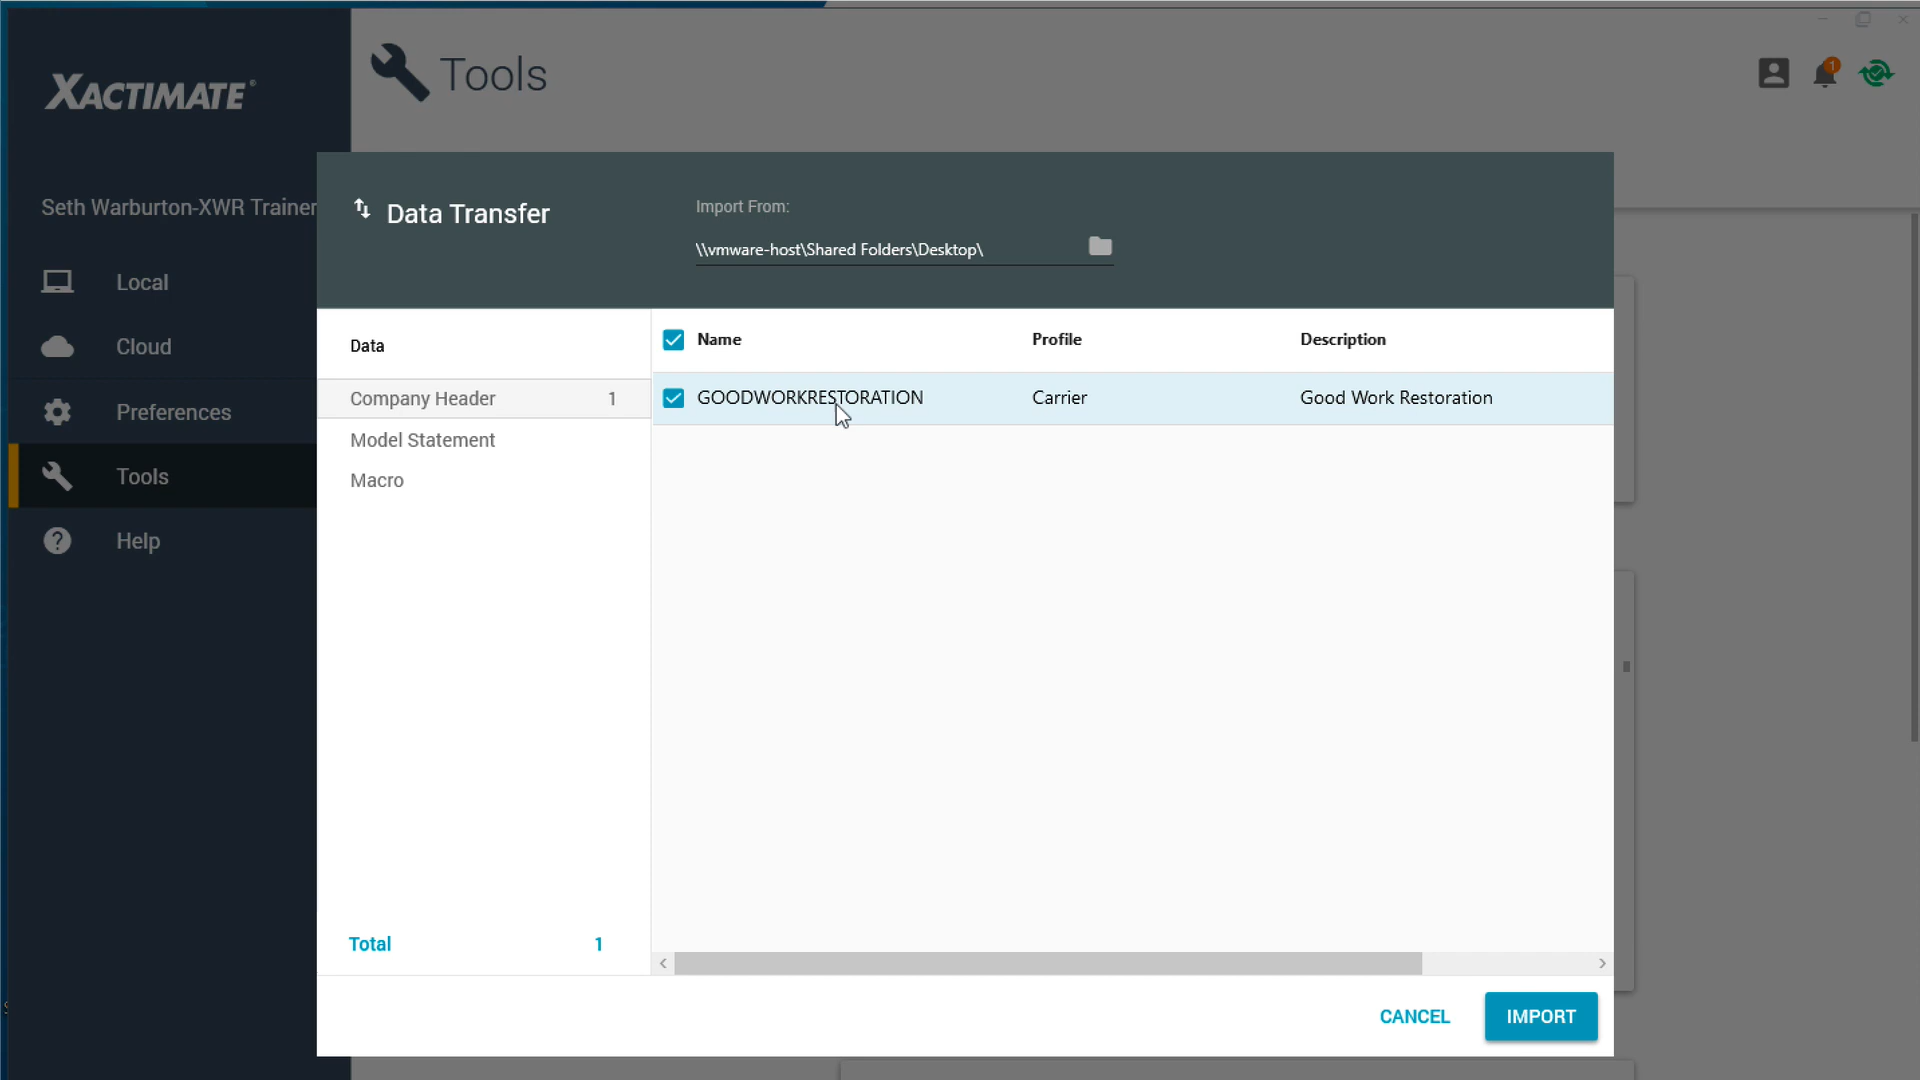 XACTIMATE®
Tools
1
Seth Warburton-XWR Trainer
Local
Cloud
Preferences
Tools
Help
Data Transfer
Import From:
\\vmware-host\Shared Folders\Desktop\
Data
Company Header 1
Model Statement
Macro
Total 1
Name Profile Description
GOODWORKRESTORATION Carrier Good Work Restoration
CANCEL IMPORT